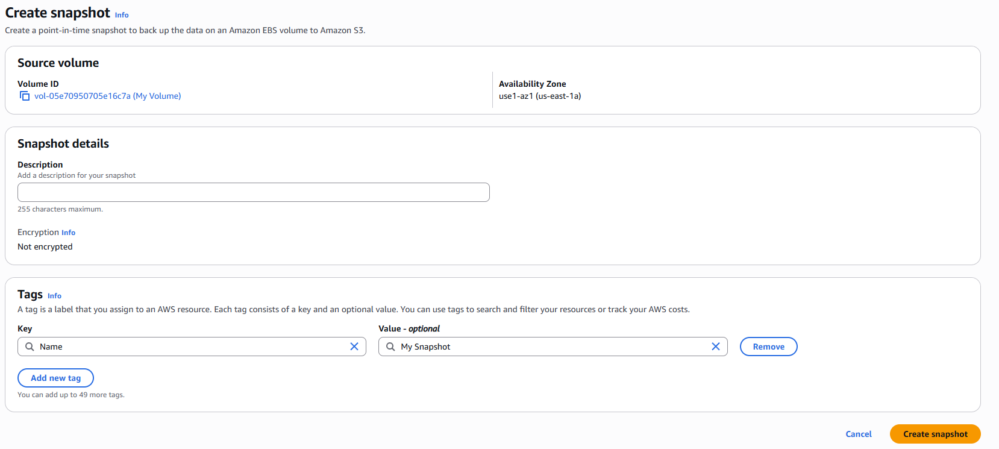 Create snapshot Info
Create a point-in-time snapshot to back up the data on an Amazon EBS volume to Amazon S3.
Source volume
Volume ID
vol-05e70950705e16c7a (My Volume)
Availability Zone
use1-az1 (us-east-1a)
Snapshot details
Description
Add a description for your snapshot
255 characters maximum.
Encryption Info
Not encrypted
Tags Info
A tag is a label that you assign to an AWS resource. Each tag consists of a key and an optional value. You can use tags to search and filter your resources or track your AWS costs.
Key
Value - optional
Name
My Snapshot
Remove
Add new tag
You can add up to 49 more tags.
Cancel
Create snapshot